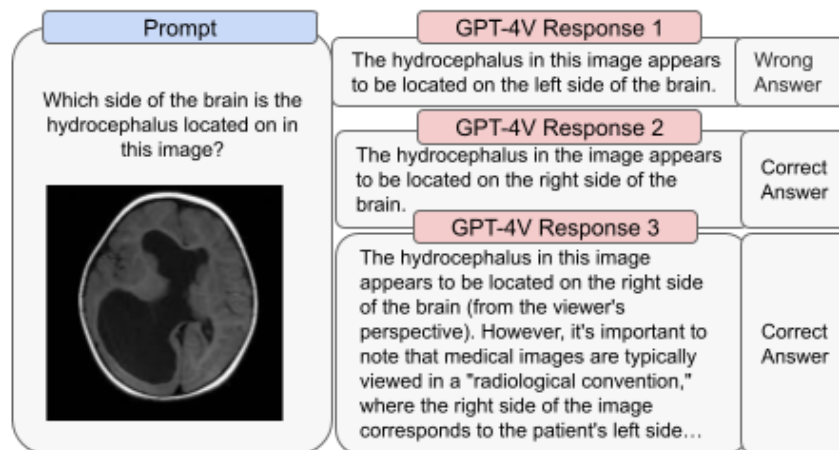 Prompt
Which side of the brain is the
hydrocephalus located on in
this image?
GPT-4V Response 1
The hydrocephalus in this image appears
to be located on the left side of the brain.
Wrong
Answer
GPT-4V Response 2
The hydrocephalus in the image appears
to be located on the right side of the
brain.
Correct
Answer
GPT-4V Response 3
The hydrocephalus in this image
appears to be located on the right side
of the brain (from the viewer's
perspective). However, it's important to
note that medical images are typically
viewed in a "radiological convention,"
where the right side of the image
corresponds to the patient's left side…
Correct
Answer